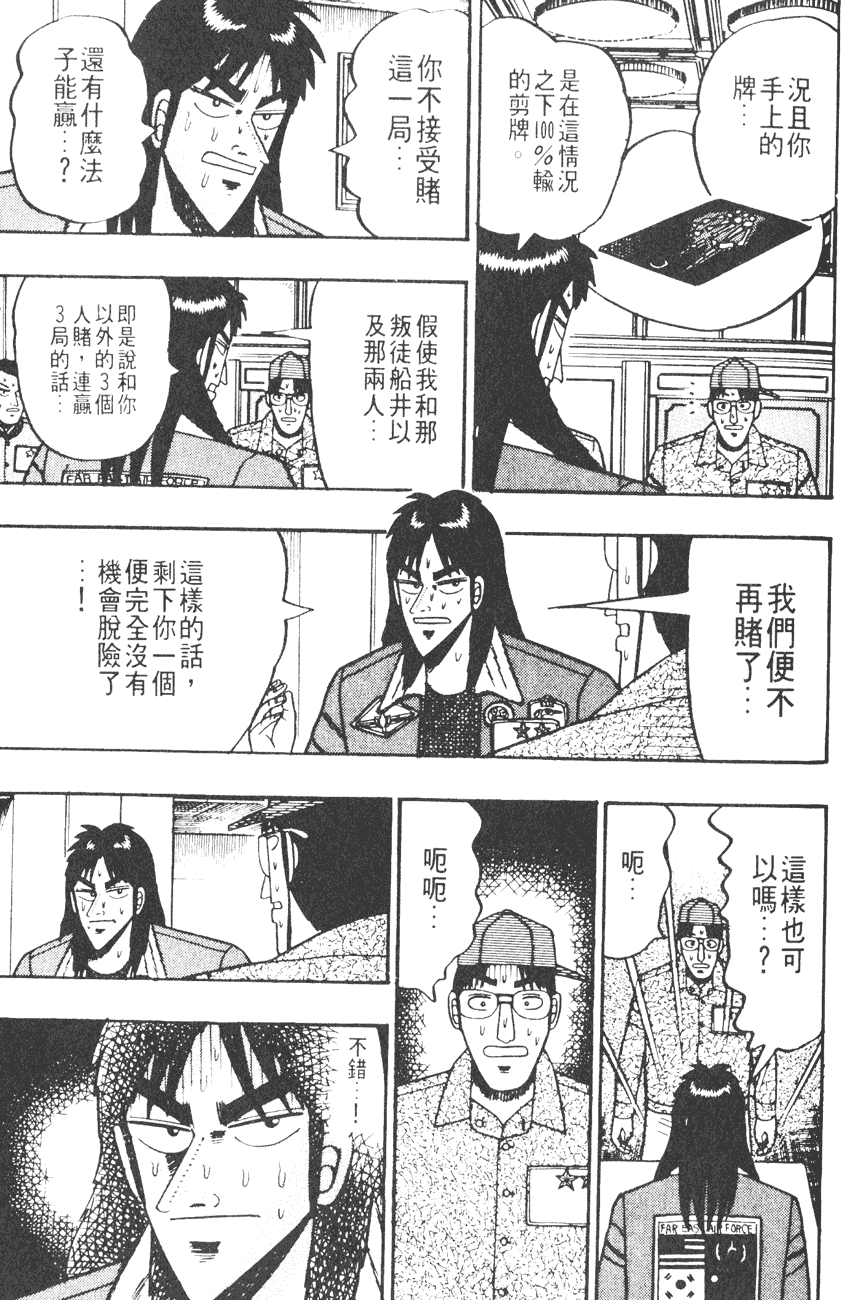 況且你
手上的
牌…
是在這情況
之下100%輸
的剪牌。
你不接受賭
這一局…
還有什麼法
子能贏…？
假使我和那
叛徒船井以
及那兩人…
即是說和你
以外的3個
人賭，連贏
3局的話…
FAR EAST AIR FORCE
我們便不
再賭了…
這樣的話，
剩下你一個
便完全沒有
機會脫險了
…！
這樣也可
以嗎…？
呃…
FAR EAST AIR FORCE
呃呃…
不錯…！